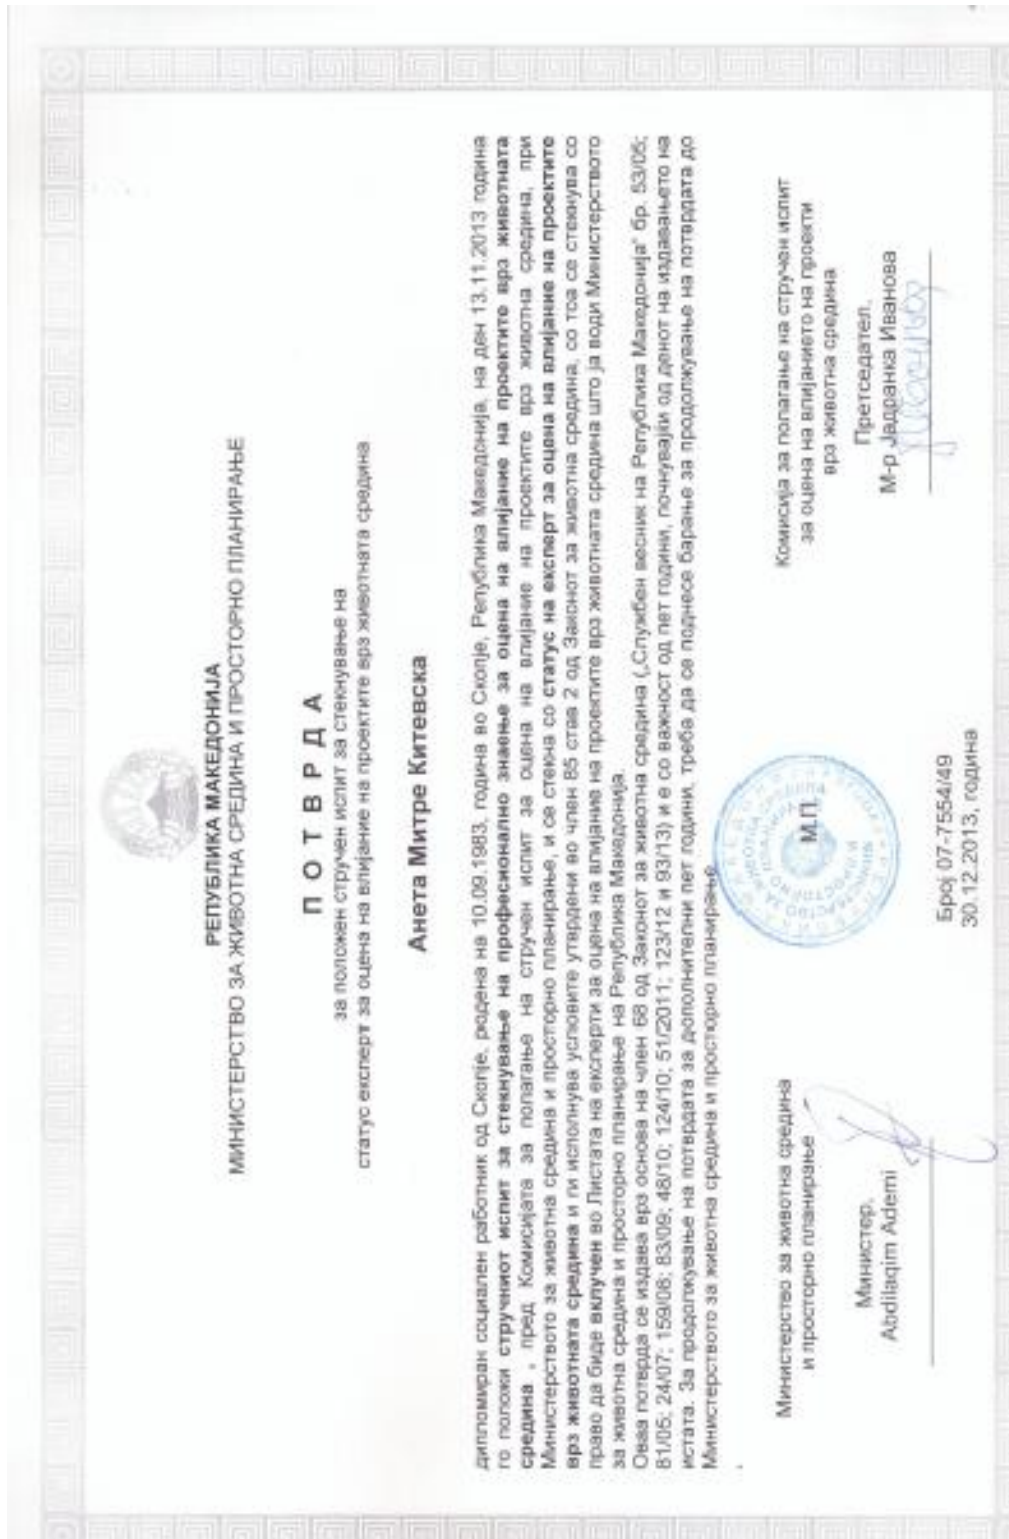 РЕПУБЛИКА МАКЕДОНИЈА
МИНИСТЕРСТВО ЗА ЖИВОТНА СРЕДИНА И ПРОСТОРНО ПЛАНИРАЊЕ
П О Т В Р Д А
за положен стручен испит за стекнување на
статус експерт за оцена на влијание на проектите врз животната средина
Анета Митре Китевска
дипломиран социјален работник од Скопје, родена на 10.09.1983. година во Скопје, Република Македонија, на ден 13.11.2013 година
го положи стручниот испит за стекнување на професионално знаење за оцена на влијание на проектите врз животната
средина , пред Комисијата за полагање на стручен испит за оцена на влијание на проектите врз животна средина, при
Министерството за животна средина и просторно планирање, и се стекна со статус на експерт за оцена на влијание на проектите
врз животната средина и ги исполнува условите утврдени во член 85 став 2 од Законот за животна средина, со тоа се стекнува со
право да биде вклучен во Листата на експерти за оцена на влијание на проектите врз животната средина што ја води Министерството
за животна средина и просторно планирање на Република Македонија.
Оваа потврда се издава врз основа на член 68 од Законот за животна средина („Службен весник на Република Македонија“ бр. 53/05;
81/05; 24/07; 159/08; 83/09; 48/10; 124/10; 51/2011; 123/12 и 93/13) и е со важност од пет години, почнувајќи од денот на издавањето на
истата. За продолжување на потврдата за дополнителни пет години, треба да се поднесе барање за продолжување на потврдата до
Министерството за животна средина и просторно планирање.
Министерство за животна средина
и просторно планирање
Министер,
Abdilaqim Ademi
М.П.
Број 07-7554/49
30.12.2013, година
Комисија за полагање на стручен испит
за оцена на влијанието на проекти
врз животна средина
Претседател,
М-р Јадранка Иванова